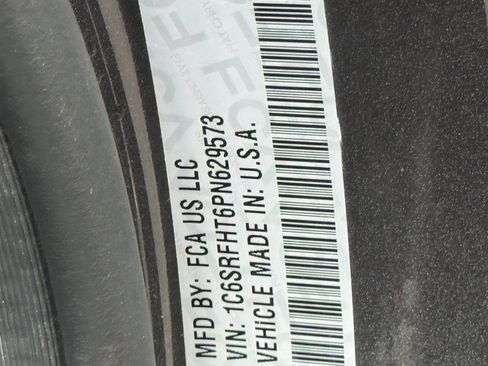 MFD BY: FCA US LLC
VIN: 1C6SRFHT6PN629573
VEHICLE MADE IN: U.S.A.